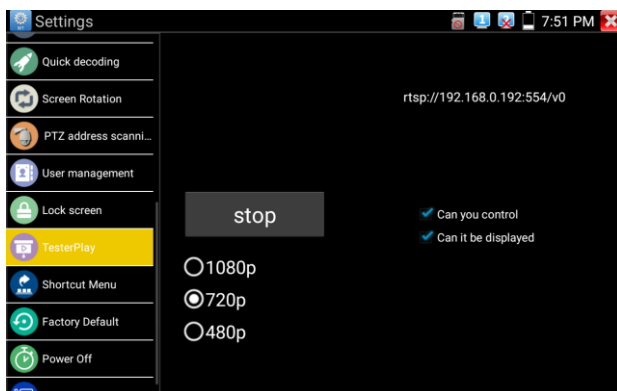 Settings
7:51 PM
Quick decoding
Screen Rotation
PTZ address scanni...
User management
Lock screen
TesterPlay
Shortcut Menu
Factory Default
Power Off
rtsp://192.168.0.192:554/v0
stop
Can you control
Can it be displayed
1080p
720p
480p